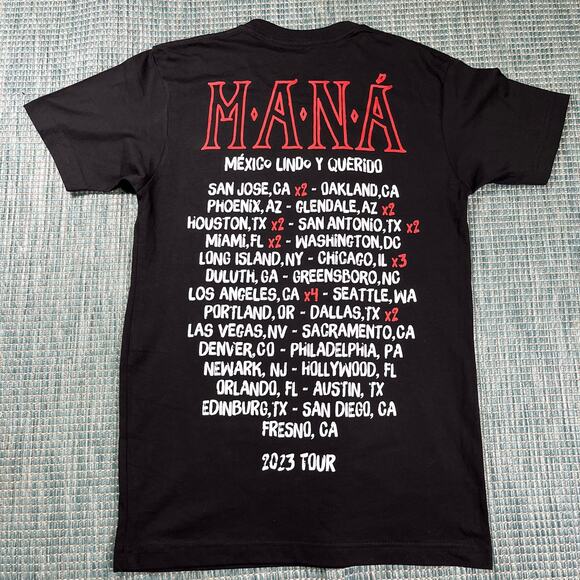 M·A·N·Á
MÉXICO LINDO Y QUERIDO
SAN JOSE, CA x2 - OAKLAND, CA
PHOENIX, AZ - GLENDALE, AZ x2
HOUSTON, TX x2 - SAN ANTONIO, TX x2
MIAMI, FL x2 - WASHINGTON, DC
LONG ISLAND, NY - CHICAGO, IL x3
DULUTH, GA - GREENSBORO, NC
LOS ANGELES, CA x4 - SEATTLE, WA
PORTLAND, OR - DALLAS, TX x2
LAS VEGAS, NV - SACRAMENTO, CA
DENVER, CO - PHILADELPHIA, PA
NEWARK, NJ - HOLLYWOOD, FL
ORLANDO, FL - AUSTIN, TX
EDINBURG, TX - SAN DIEGO, CA
FRESNO, CA
2023 TOUR